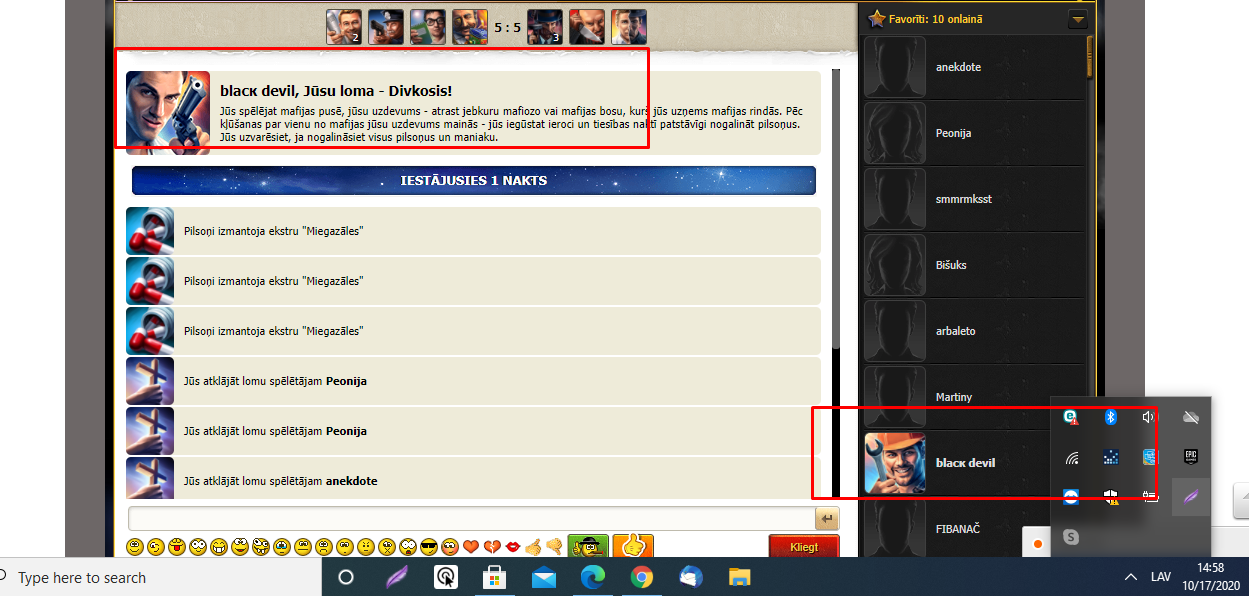 2
5 : 5
3
blacк devil, Jūsu loma - Divkosis!
Jūs spēlējat mafijas pusē, jūsu uzdevums - atrast jebkuru mafiozo vai mafijas bosu, kurš jūs uzņems mafijas rindās. Pēc
kļūšanas par vienu no mafijas jūsu uzdevums mainās - jūs iegūstat ieroci un tiesības naktī patstāvīgi nogalināt pilsoņus.
Jūs uzvarēsiet, ja nogalināsiet visus pilsoņus un maniaku.
IESTĀJUSIES 1 NAKTS
Pilsoņi izmantoja ekstru "Miegazāles"
Pilsoņi izmantoja ekstru "Miegazāles"
Pilsoņi izmantoja ekstru "Miegazāles"
Jūs atklājāt lomu spēlētājam Peonija
Jūs atklājāt lomu spēlētājam Peonija
Jūs atklājāt lomu spēlētājam anekdote
Kliegt
Favorīti: 10 onlainā
anekdote
Peonija
smmrmksst
Bišuks
arbaleto
Martiny
blacк devil
FIBANAČ
EPIC
Type here to search
LAV
14:58
10/17/2020